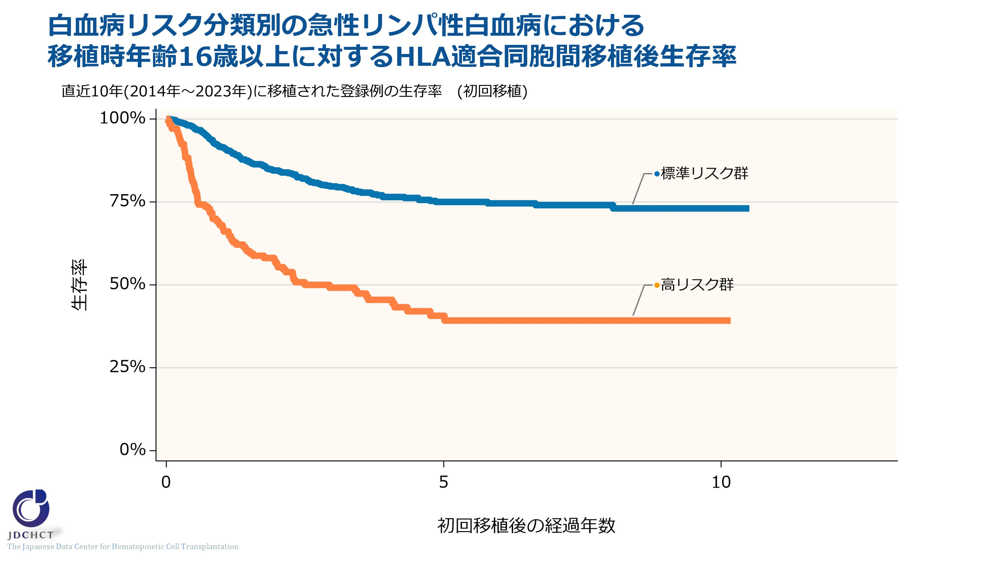 白血病リスク分類別の急性リンパ性白血病における
移植時年齢16歳以上に対するHLA適合同胞間移植後生存率
直近10年(2014年～2023年)に移植された登録例の生存率　(初回移植)
100%
75%
50%
25%
0%
生存率
標準リスク群
高リスク群
0
5
10
初回移植後の経過年数
JDCHCT
The Japanese Data Center for Hematopoietic Cell Transplantation